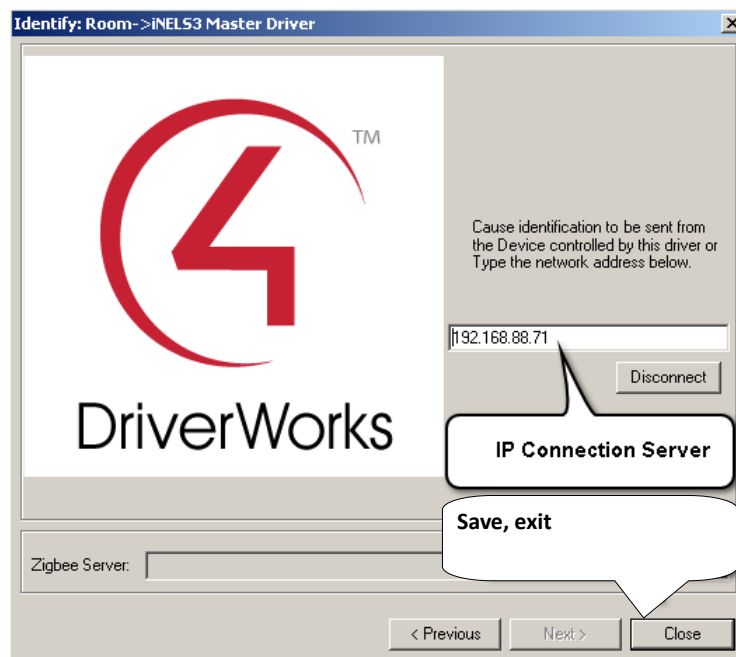 Identify: Room->iNELS3 Master Driver
TM
4
DriverWorks
Cause identification to be sent from
the Device controlled by this driver or
Type the network address below.
192.168.88.71
Disconnect
IP Connection Server
Save, exit
Zigbee Server:
< Previous
Next >
Close